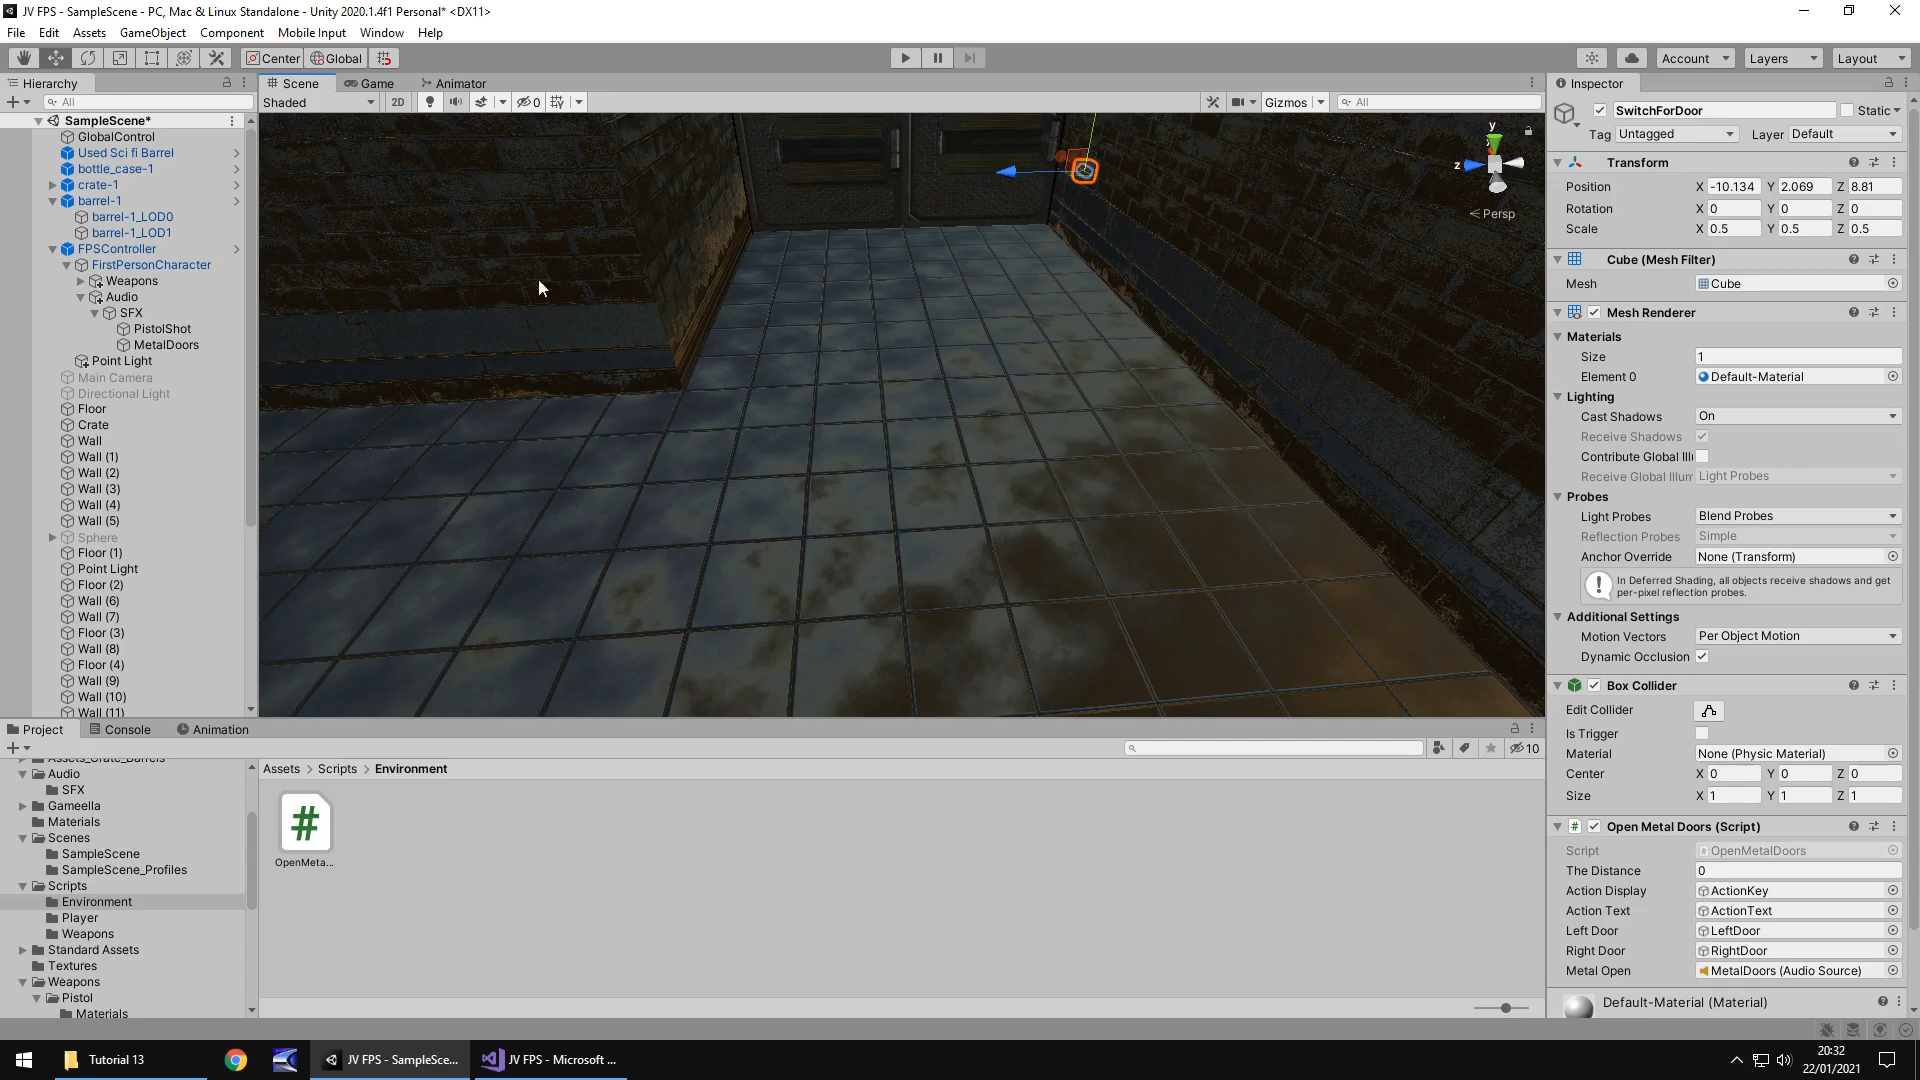 JV FPS - SampleScene - PC, Mac & Linux Standalone - Unity 2020.1.4f1 Personal* <DX11>
File Edit Assets GameObject Component Mobile Input Window Help
Center Global Account Layers Layout
Hierarchy Scene Game Animator Inspector
All Shaded 2D 0 Gizmos All
SampleScene*
GlobalControl
Used Sci fi Barrel
bottle_case-1
crate-1
barrel-1
barrel-1_LOD0
barrel-1_LOD1
FPSController
FirstPersonCharacter
Weapons
Audio
SFX
PistolShot
MetalDoors
Point Light
Main Camera
Directional Light
Floor
Crate
Wall
Wall (1)
Wall (2)
Wall (3)
Wall (4)
Wall (5)
Sphere
Floor (1)
Point Light
Floor (2)
Wall (6)
Wall (7)
Floor (3)
Wall (8)
Floor (4)
Wall (9)
Wall (10)
Wall (11)
y
z
Persp
SwitchForDoor Static
Tag Untagged Layer Default
Transform
Position X -10.134 Y 2.069 Z 8.81
Rotation X 0 Y 0 Z 0
Scale X 0.5 Y 0.5 Z 0.5
Cube (Mesh Filter)
Mesh Cube
Mesh Renderer
Materials
Size 1
Element 0 Default-Material
Lighting
Cast Shadows On
Receive Shadows
Contribute Global Ill
Receive Global Illum Light Probes
Probes
Light Probes Blend Probes
Reflection Probes Simple
Anchor Override None (Transform)
In Deferred Shading, all objects receive shadows and get
per-pixel reflection probes.
Additional Settings
Motion Vectors Per Object Motion
Dynamic Occlusion
Box Collider
Edit Collider
Is Trigger
Material None (Physic Material)
Center X 0 Y 0 Z 0
Size X 1 Y 1 Z 1
Open Metal Doors (Script)
Script OpenMetalDoors
The Distance 0
Action Display ActionKey
Action Text ActionText
Left Door LeftDoor
Right Door RightDoor
Metal Open MetalDoors (Audio Source)
Default-Material (Material)
Project Console Animation
10
Assets_Crate_Barrels
Audio
SFX
Gameella
Materials
Scenes
SampleScene
SampleScene_Profiles
Scripts
Environment
Player
Weapons
Standard Assets
Textures
Weapons
Pistol
Materials
Assets > Scripts > Environment
#
OpenMeta...
Tutorial 13 JV FPS - SampleSce... JV FPS - Microsoft ...
20:32
22/01/2021